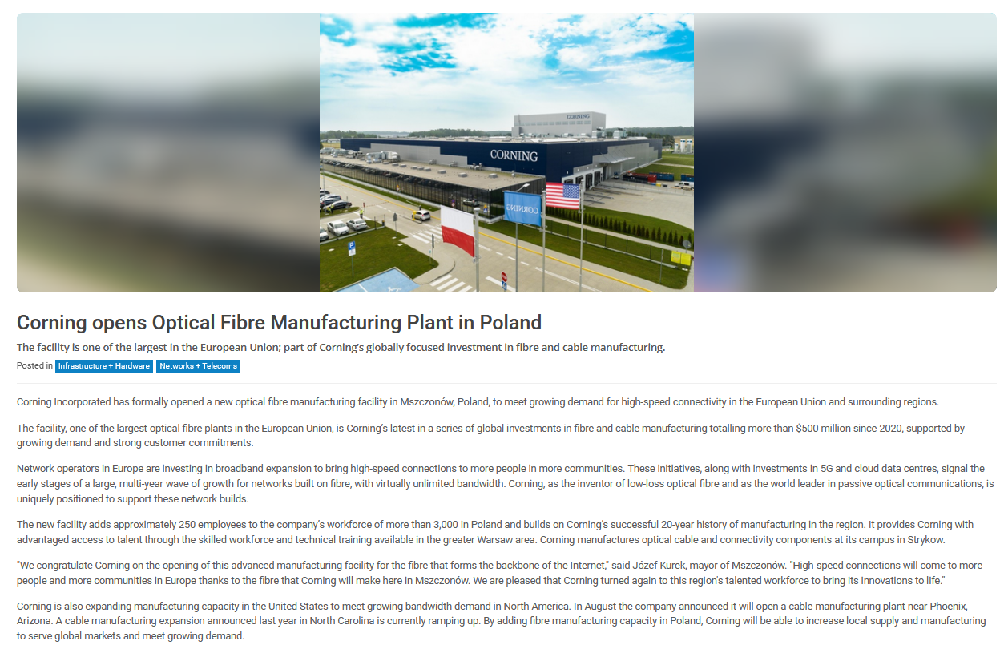 CORNING
CORNING
CORNING
P
Corning opens Optical Fibre Manufacturing Plant in Poland
The facility is one of the largest in the European Union; part of Corning's globally focused investment in fibre and cable manufacturing.
Posted in Infrastructure + Hardware Networks + Telecoms
Corning Incorporated has formally opened a new optical fibre manufacturing facility in Mszczonów, Poland, to meet growing demand for high-speed connectivity in the European Union and surrounding regions.
The facility, one of the largest optical fibre plants in the European Union, is Corning's latest in a series of global investments in fibre and cable manufacturing totalling more than $500 million since 2020, supported by
growing demand and strong customer commitments.
Network operators in Europe are investing in broadband expansion to bring high-speed connections to more people in more communities. These initiatives, along with investments in 5G and cloud data centres, signal the
early stages of a large, multi-year wave of growth for networks built on fibre, with virtually unlimited bandwidth. Corning, as the inventor of low-loss optical fibre and as the world leader in passive optical communications, is
uniquely positioned to support these network builds.
The new facility adds approximately 250 employees to the company's workforce of more than 3,000 in Poland and builds on Corning's successful 20-year history of manufacturing in the region. It provides Corning with
advantaged access to talent through the skilled workforce and technical training available in the greater Warsaw area. Corning manufactures optical cable and connectivity components at its campus in Strykow.
"We congratulate Corning on the opening of this advanced manufacturing facility for the fibre that forms the backbone of the Internet," said Józef Kurek, mayor of Mszczonów. "High-speed connections will come to more
people and more communities in Europe thanks to the fibre that Corning will make here in Mszczonów. We are pleased that Corning turned again to this region's talented workforce to bring its innovations to life."
Corning is also expanding manufacturing capacity in the United States to meet growing bandwidth demand in North America. In August the company announced it will open a cable manufacturing plant near Phoenix,
Arizona. A cable manufacturing expansion announced last year in North Carolina is currently ramping up. By adding fibre manufacturing capacity in Poland, Corning will be able to increase local supply and manufacturing
to serve global markets and meet growing demand.